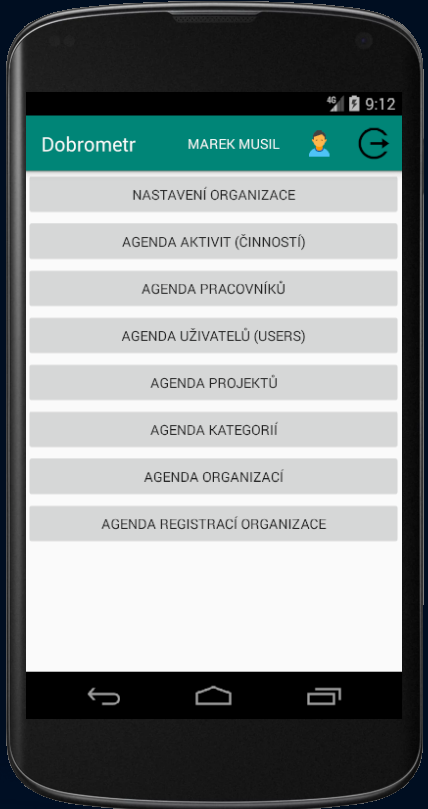 4G 9:12
Dobrometr MAREK MUSIL
NASTAVENÍ ORGANIZACE
AGENDA AKTIVIT (ČINNOSTÍ)
AGENDA PRACOVNÍKŮ
AGENDA UŽIVATELŮ (USERS)
AGENDA PROJEKTŮ
AGENDA KATEGORIÍ
AGENDA ORGANIZACÍ
AGENDA REGISTRACÍ ORGANIZACE